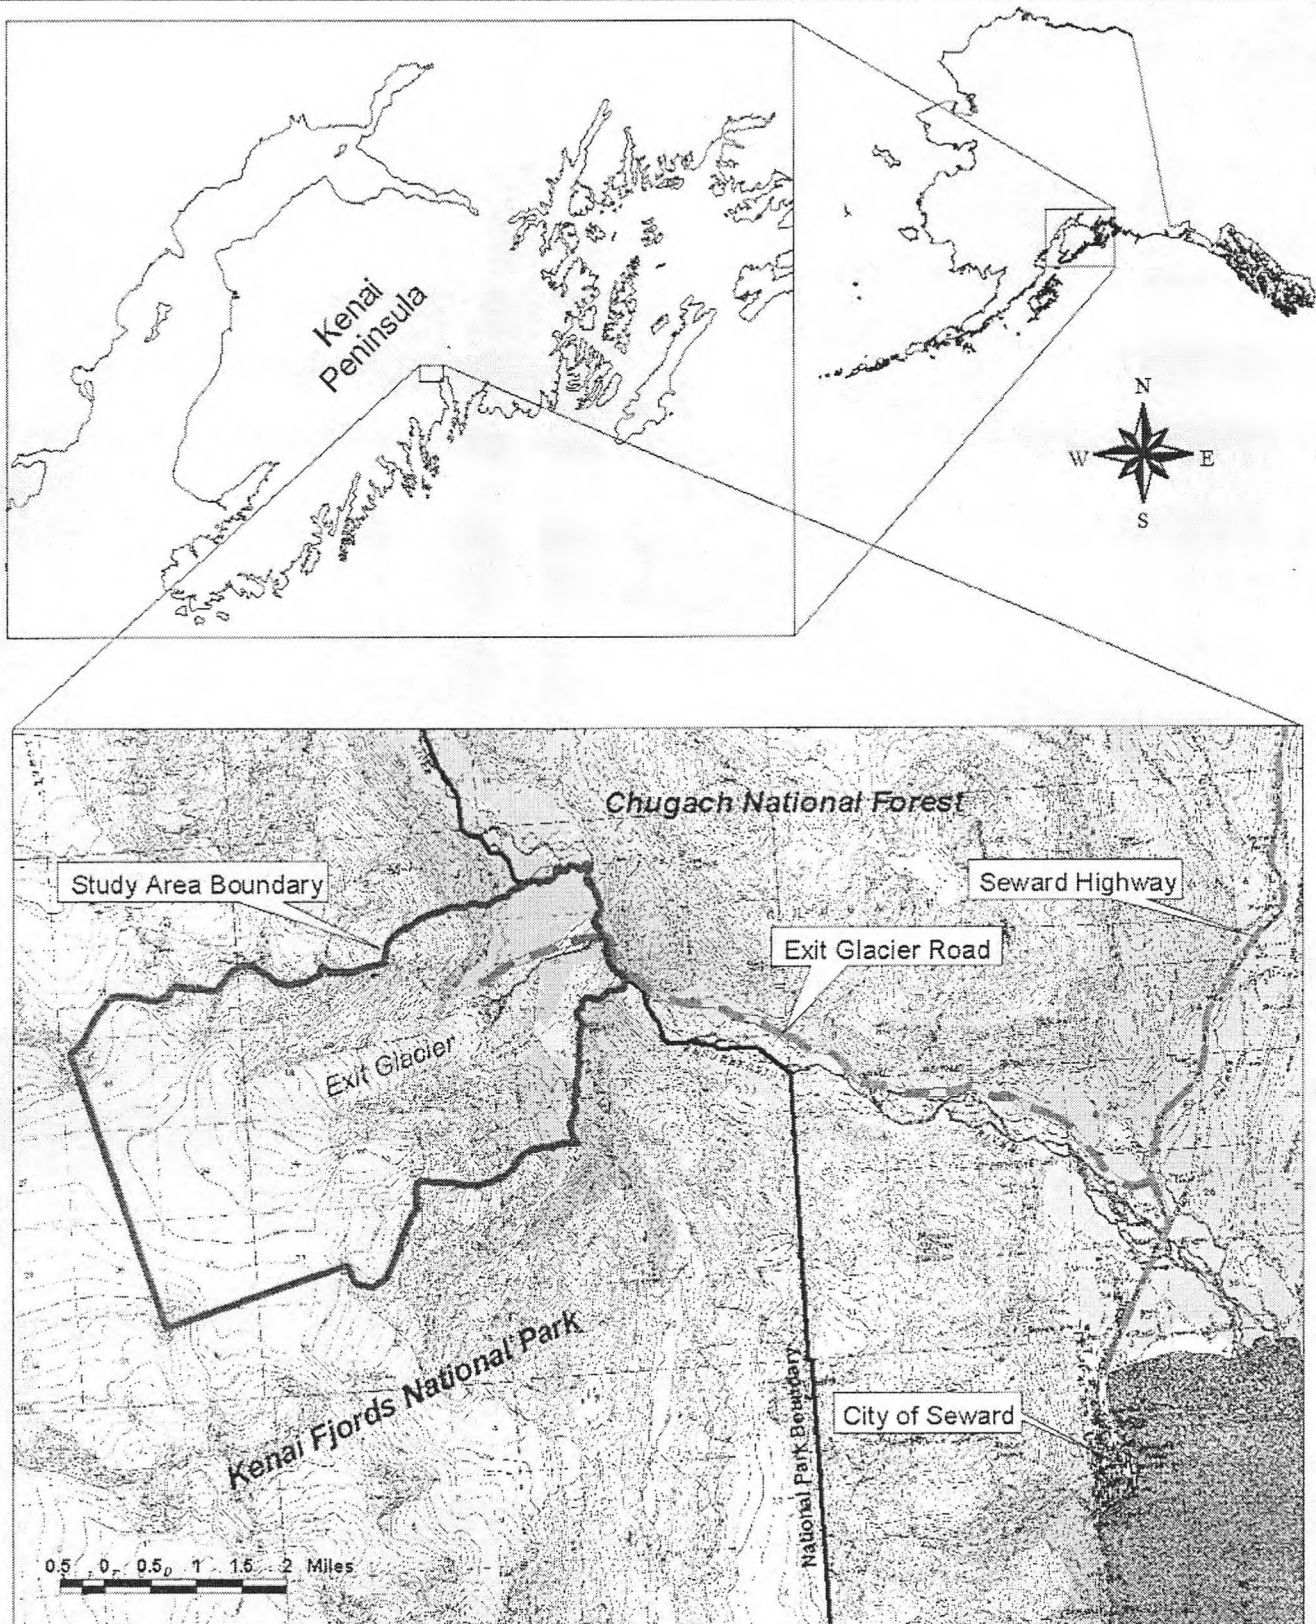 Kenai
Peninsula
N
W E
S
Chugach National Forest
Study Area Boundary
Seward Highway
Exit Glacier Road
Exit Glacier
Kenai Fjords National Park
National Park Boundary
City of Seward
0.5 0 0.5 1 1.5 2 Miles